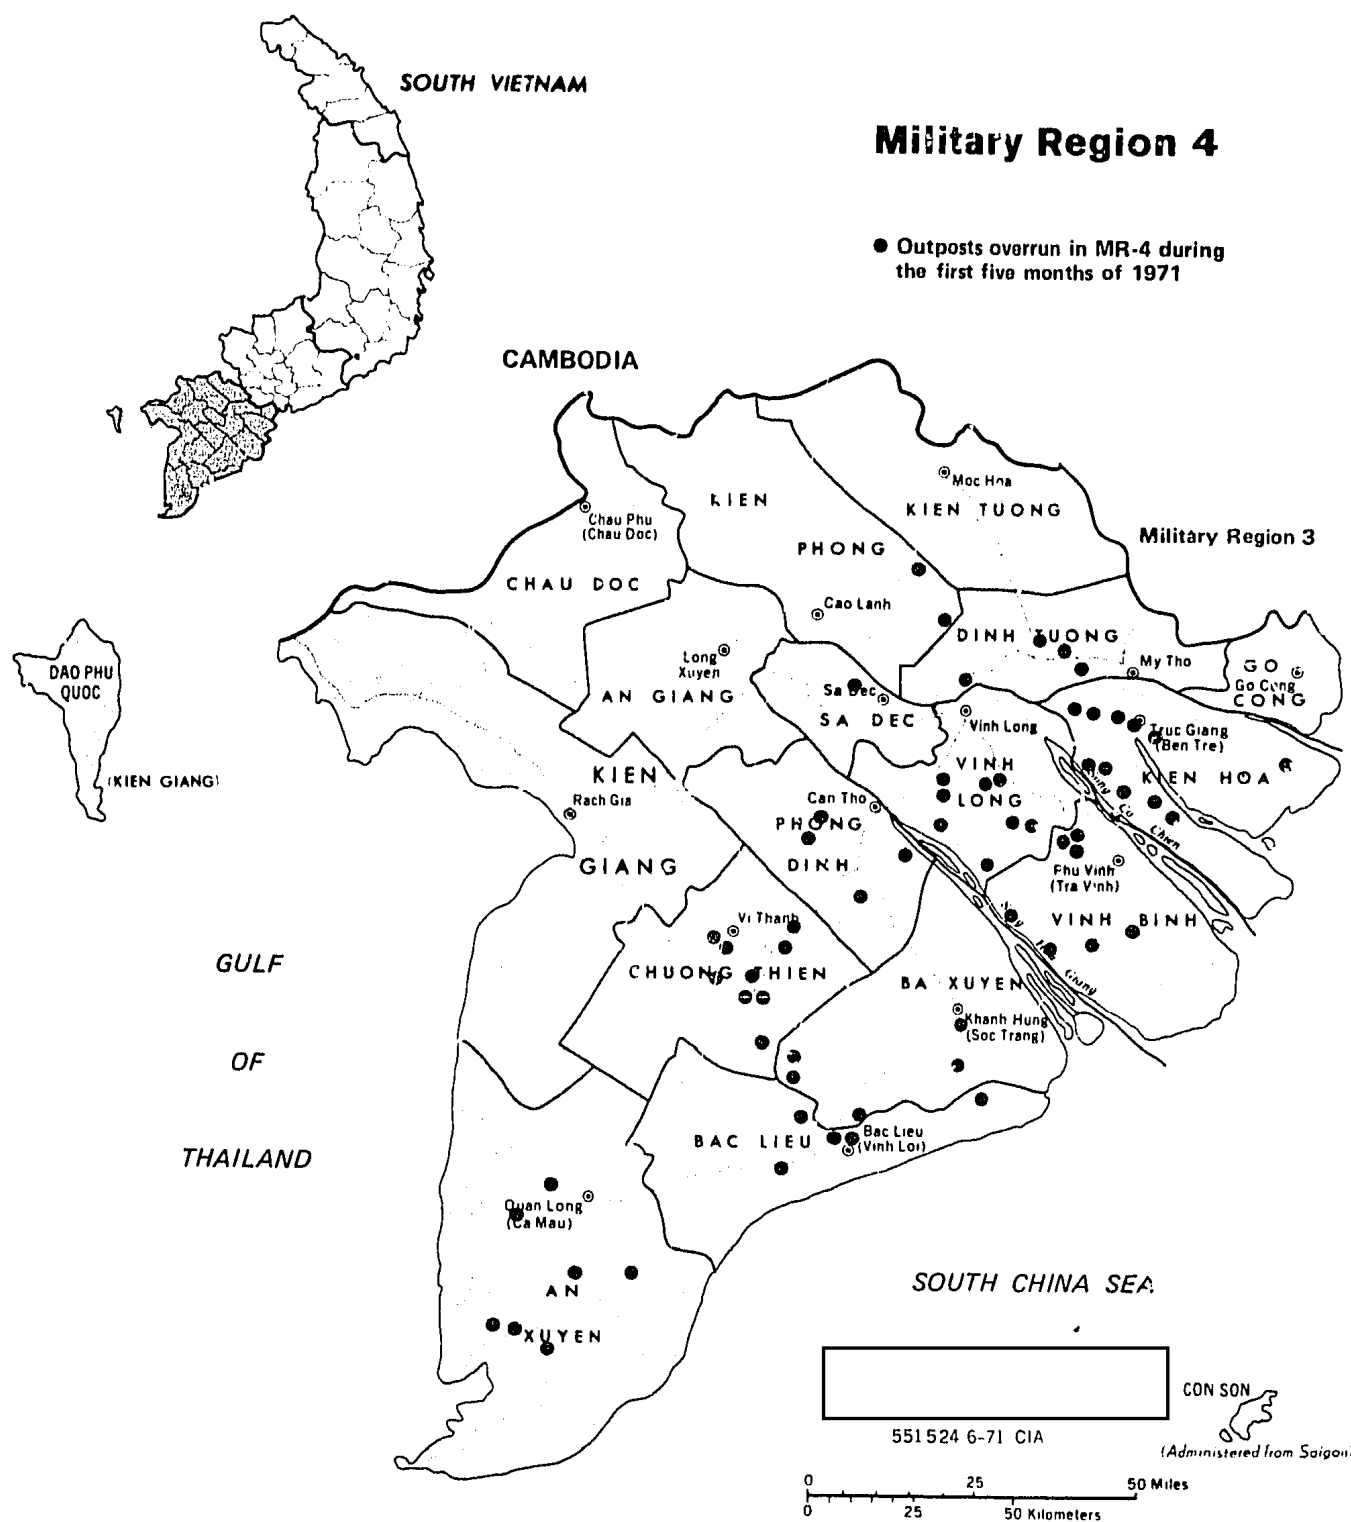 SOUTH VIETNAM
Military Region 4
Outposts overrun in MR-4 during
the first five months of 1971
CAMBODIA
Moc Hoa
KIEN TUONG
KIEN
PHONG
Chau Phu
(Chau Doc)
CHAU DOC
Military Region 3
Cao Lanh
DINH TUONG
My Tho
GO
Go Cong
CONG
Long
Xuyen
AN GIANG
Sa Dec
SA DEC
DAO PHU
QUOC
(KIEN GIANG)
Vinh Long
VINH
LONG
Truc Giang
(Ben Tre)
KIEN HOA
Song Co Chien
KIEN
Rach Gia
GIANG
Can Tho
PHONG
DINH
Phu Vinh
(Tra Vinh)
VINH BINH
Song Hau Giang
Vi Thanh
CHUONG THIEN
BA XUYEN
Khanh Hung
(Soc Trang)
GULF
OF
THAILAND
BAC LIEU
Bac Lieu
(Vinh Loi)
Quan Long
(Ca Mau)
AN
XUYEN
SOUTH CHINA SEA
551524 6-71 CIA
CON SON
(Administered from Saigon)
0 25 50 Miles
0 25 50 Kilometers